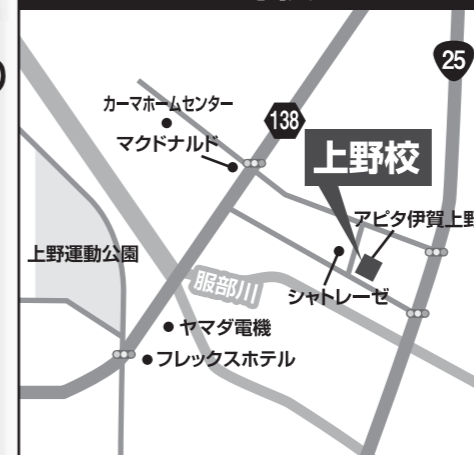 25
カーマホームセンター
138
マクドナルド
上野校
アピタ伊賀上野
上野運動公園
服部川
シャトレーゼ
ヤマダ電機
フレックスホテル